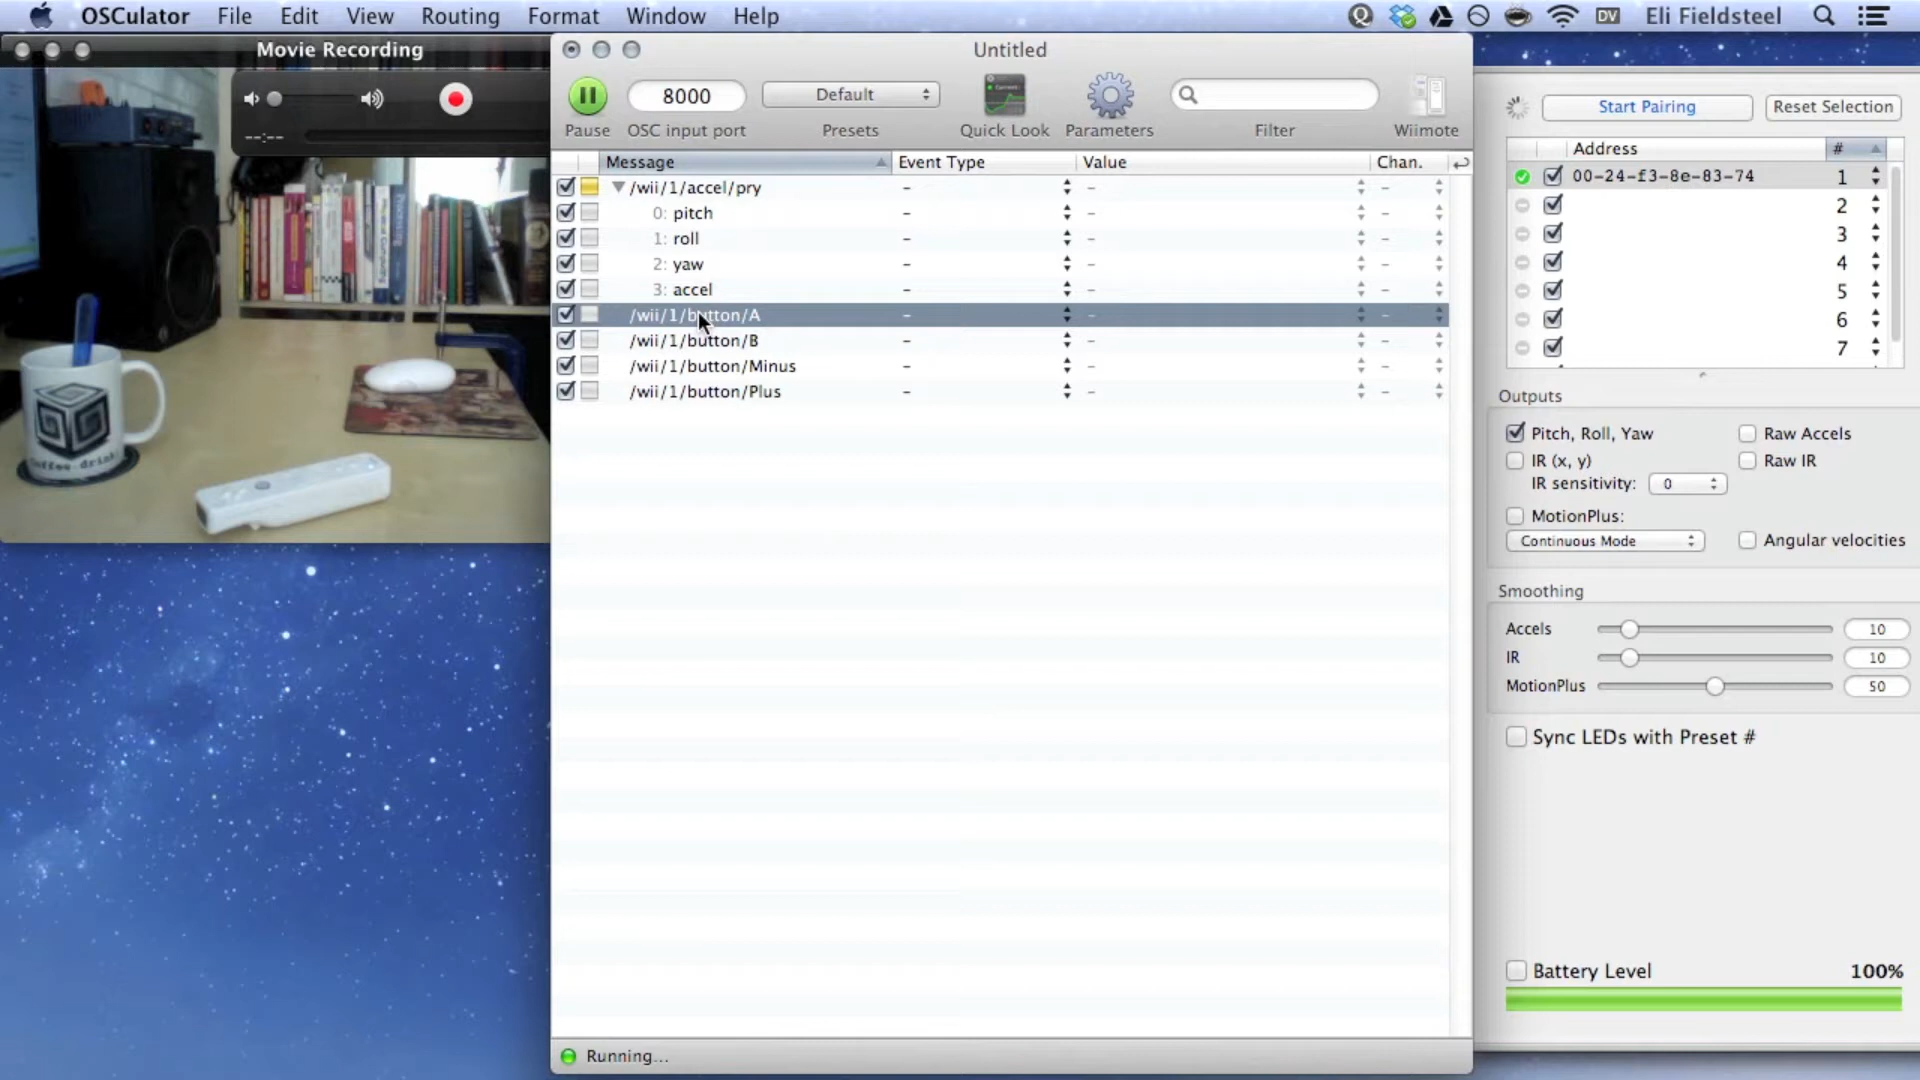 OSCulator File Edit View Routing Format Window Help DV Eli Fieldsteel
Movie Recording
--:--
Coffee.drink
Untitled
8000 Default
Pause OSC input port Presets Quick Look Parameters Filter Wiimote
Message Event Type Value Chan.
/wii/1/accel/pry – – –
0: pitch – – –
1: roll – – –
2: yaw – – –
3: accel – – –
/wii/1/button/A – – –
/wii/1/button/B – – –
/wii/1/button/Minus – – –
/wii/1/button/Plus – – –
Running...
Start Pairing Reset Selection
Address #
00-24-f3-8e-83-74 1
2
3
4
5
6
7
Outputs
Pitch, Roll, Yaw Raw Accels
IR (x, y) Raw IR
IR sensitivity: 0
MotionPlus:
Continuous Mode Angular velocities
Smoothing
Accels 10
IR 10
MotionPlus 50
Sync LEDs with Preset #
Battery Level 100%